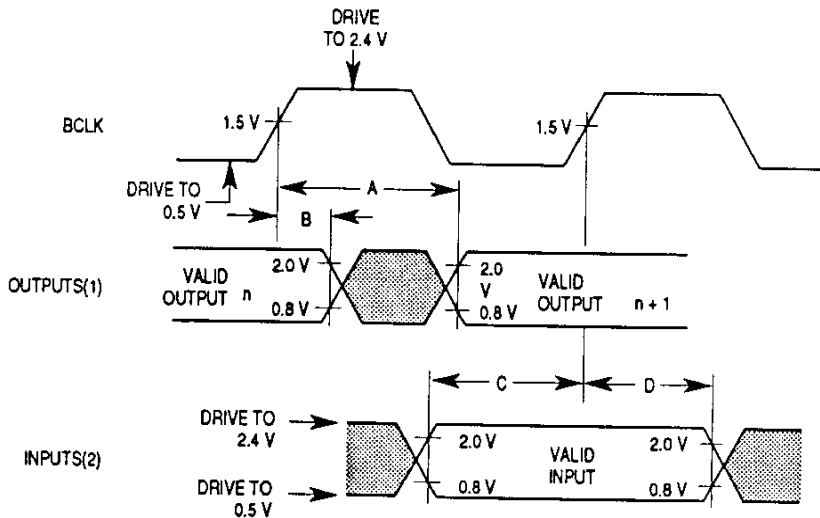 DRIVE
TO 2.4 V
BCLK
1.5 V
1.5 V
DRIVE TO
0.5 V
A
B
OUTPUTS(1)
VALID
OUTPUT n
2.0 V
0.8 V
2.0
V
0.8 V
VALID
OUTPUT n + 1
C
D
INPUTS(2)
DRIVE TO
2.4 V
DRIVE TO
0.5 V
2.0 V
0.8 V
VALID
INPUT
2.0 V
0.8 V